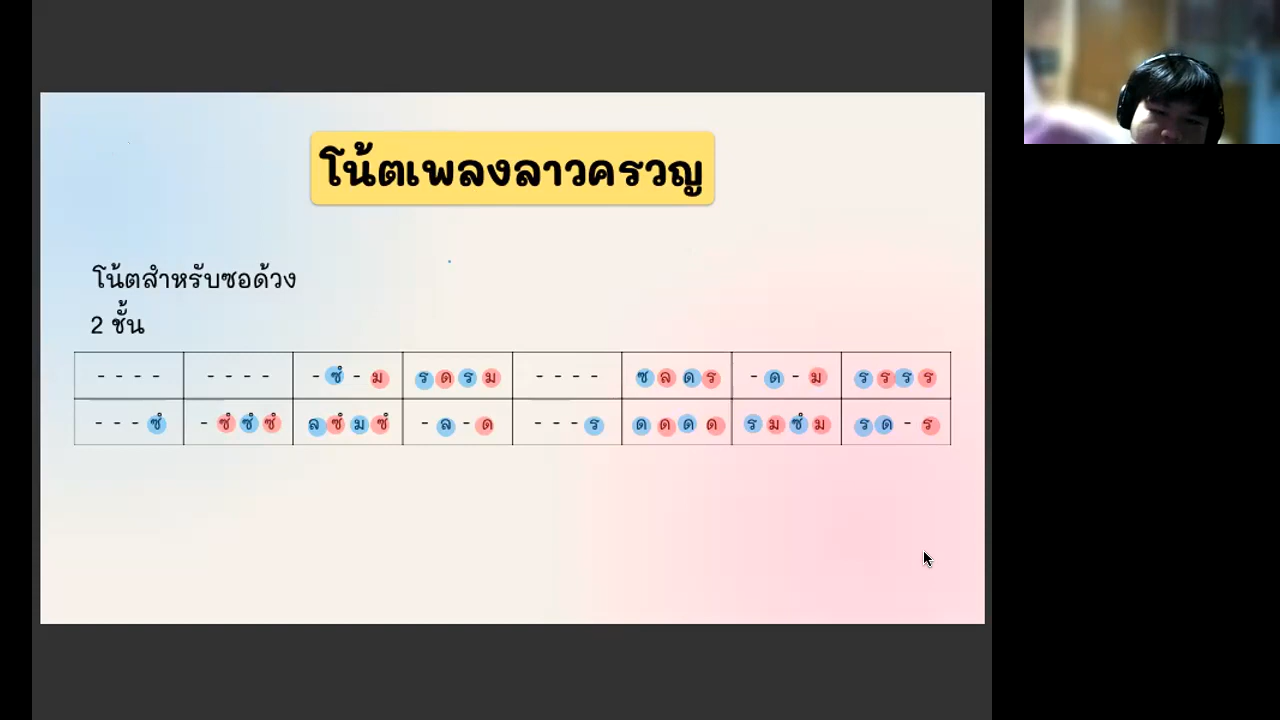 โน้ตเพลงลาวครวญ
โน้ตสำหรับซอด้วง
2 ชั้น
- - - - - - - - - ซํ - ม ร ด ร ม - - - - ซ ล ด ร - ด - ม ร ร ร ร
- - - ซํ - ซํ ซํ ซํ ล ซํ ม ซํ - ล - ด - - - ร ด ด ด ด ร ม ซํ ม ร ด - ร